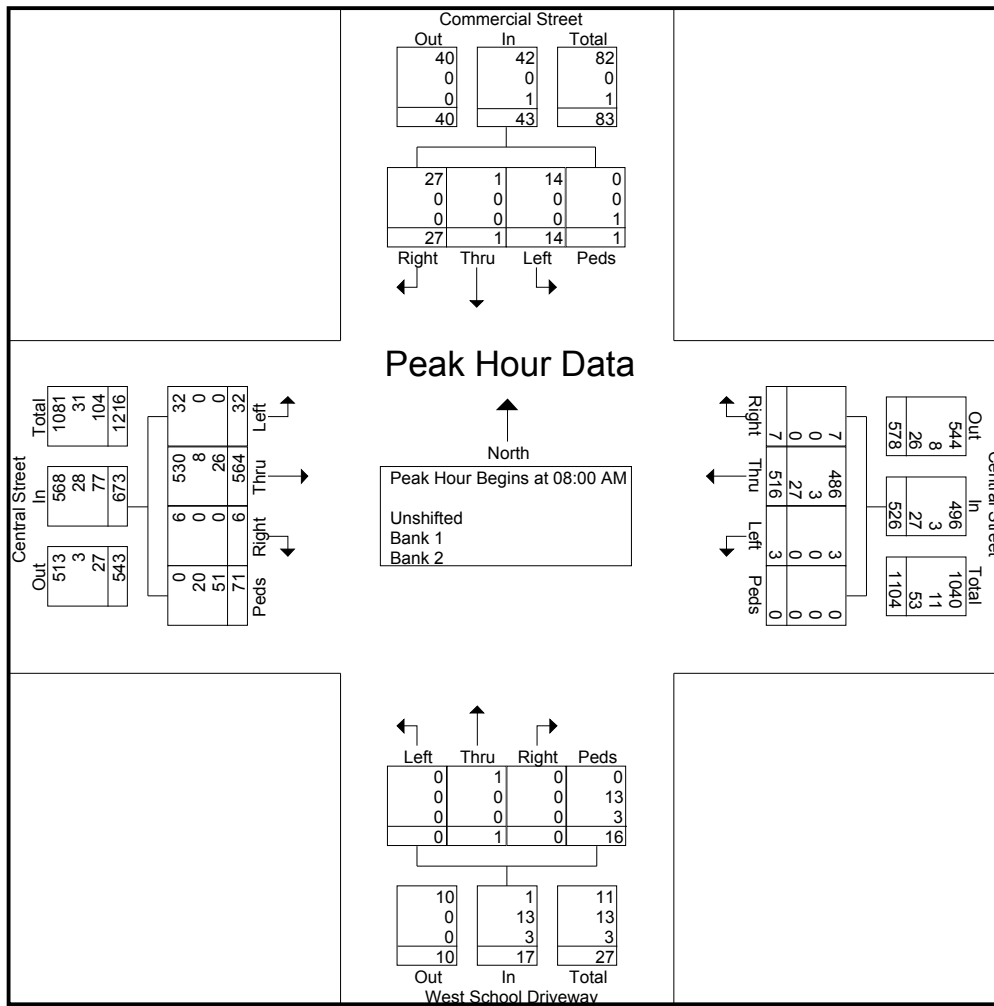 Commercial Street
Out In Total
40 42 82
0 0 0
0 1 1
40 43 83
27 1 14 0
0 0 0 0
0 0 0 1
27 1 14 1
Right Thru Left Peds
Peak Hour Data
North
Peak Hour Begins at 08:00 AM
Unshifted
Bank 1
Bank 2
Central Street
Total In Out
1081 568 513
31 28 3
104 77 27
1216 673 543
32 530 6 0
0 8 0 20
0 26 0 51
32 564 6 71
Left Thru Right Peds
Right Thru Left Peds
7 516 3 0
0 27 0 0
0 3 0 0
7 486 3 0
578 526 1104
26 27 53
8 3 11
544 496 1040
Out In Total
Central Street
Left Thru Right Peds
0 1 0 0
0 0 0 13
0 0 0 3
0 1 0 16
10 1 11
0 13 13
0 3 3
10 17 27
Out In Total
West School Driveway